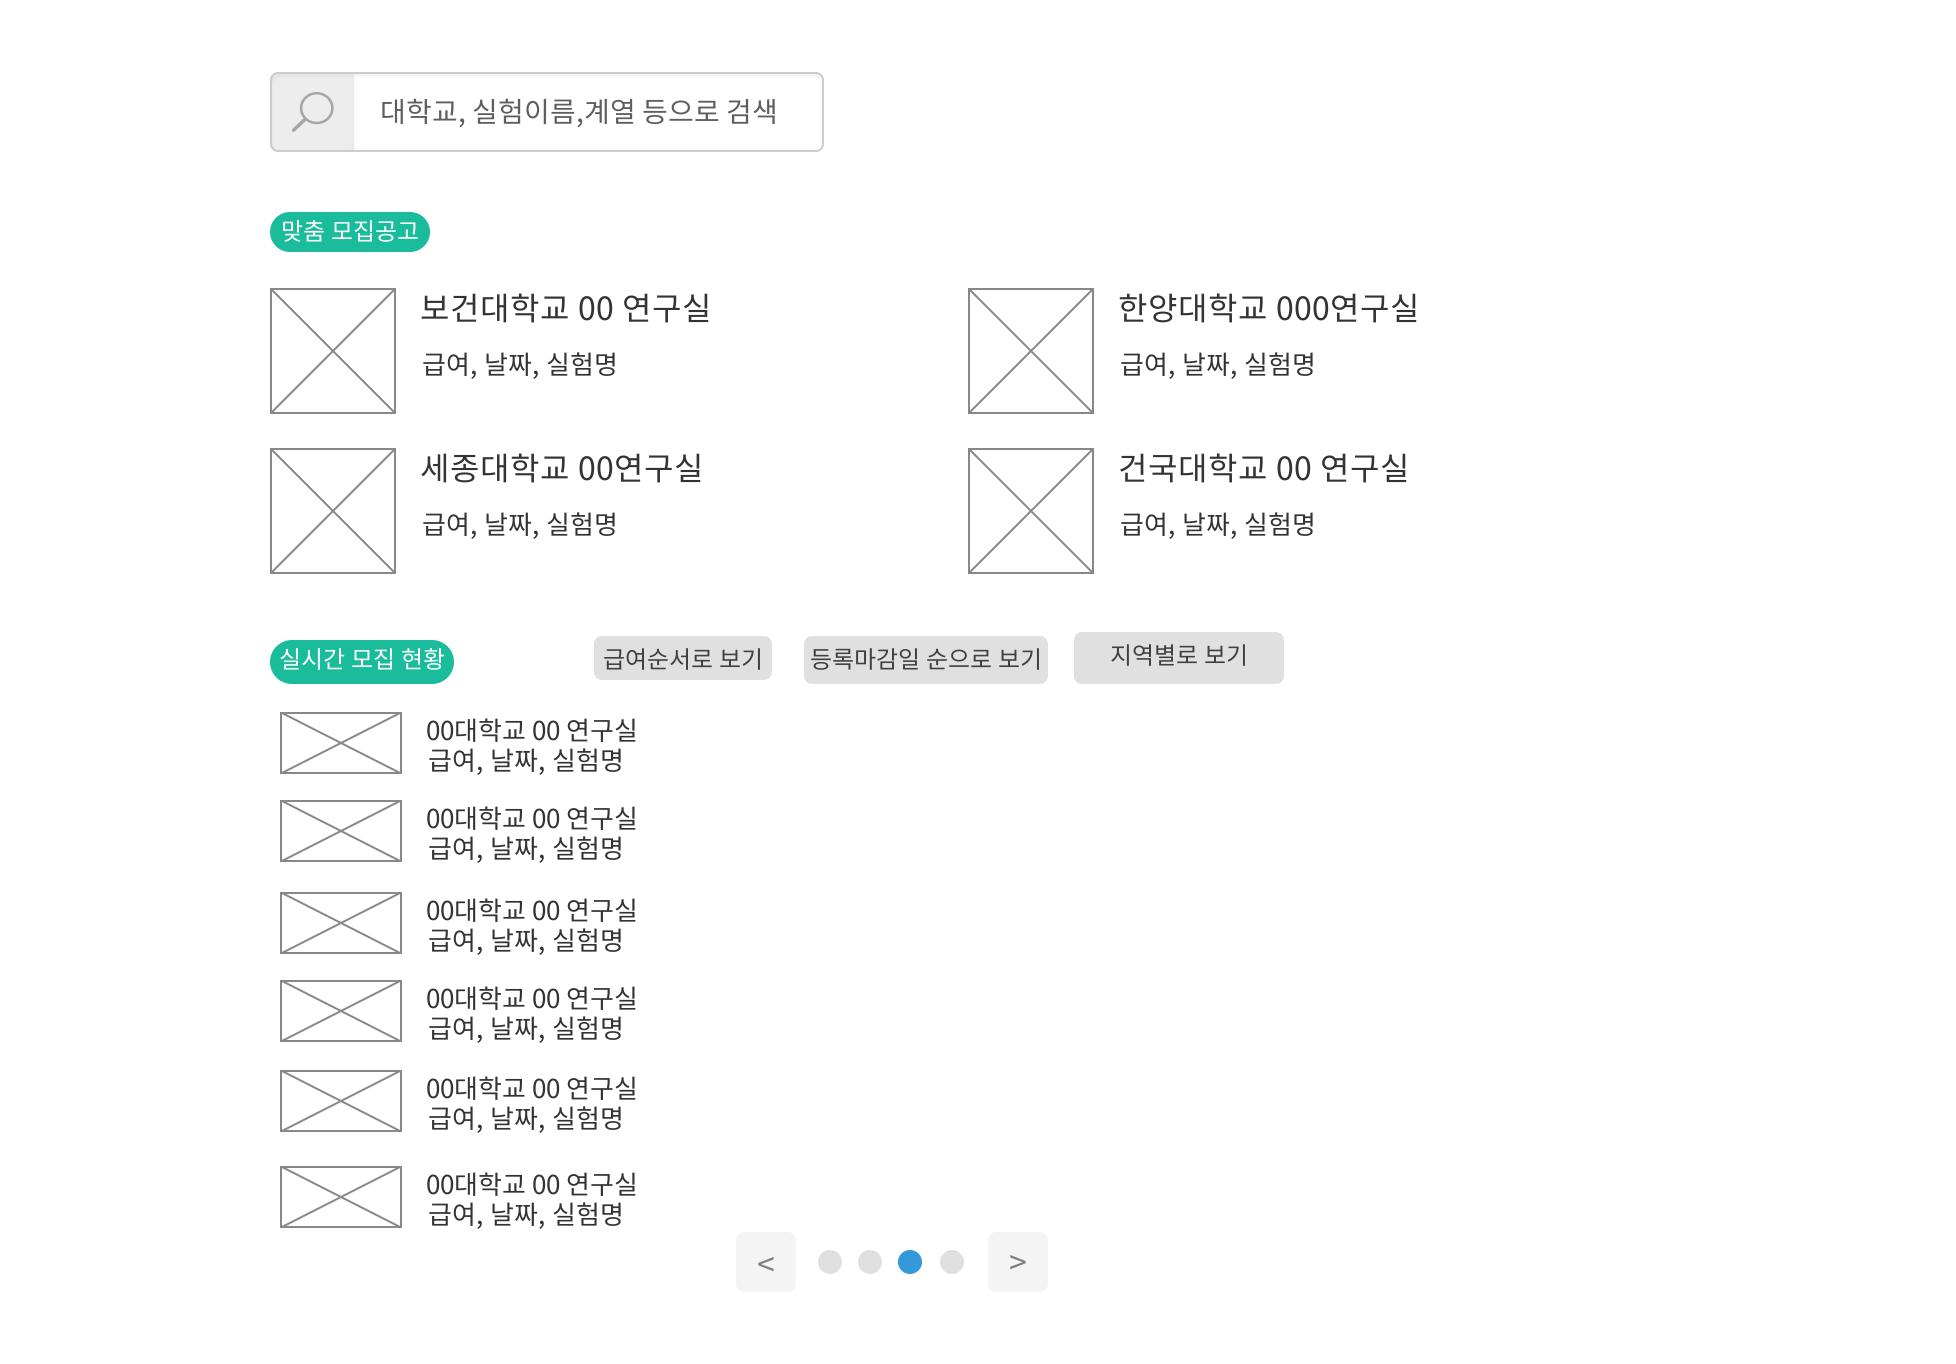 대학교, 실험이름,계열 등으로 검색
맞춤 모집공고
보건대학교 00 연구실
급여, 날짜, 실험명
한양대학교 000연구실
급여, 날짜, 실험명
세종대학교 00연구실
급여, 날짜, 실험명
건국대학교 00 연구실
급여, 날짜, 실험명
실시간 모집 현황
급여순서로 보기
등록마감일 순으로 보기
지역별로 보기
00대학교 00 연구실
급여, 날짜, 실험명
00대학교 00 연구실
급여, 날짜, 실험명
00대학교 00 연구실
급여, 날짜, 실험명
00대학교 00 연구실
급여, 날짜, 실험명
00대학교 00 연구실
급여, 날짜, 실험명
00대학교 00 연구실
급여, 날짜, 실험명
< >